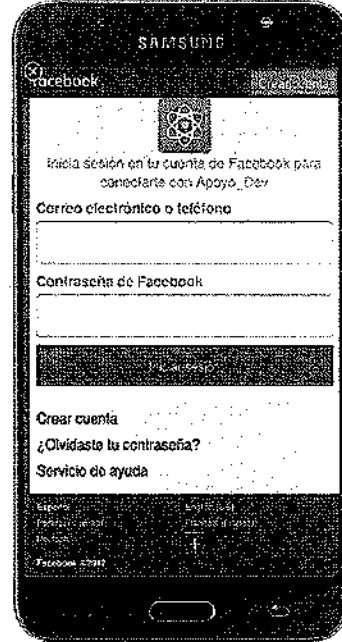 SAMSUNG
facebook
Crear cuenta
Inicia sesión en tu cuenta de Facebook para
conectarte con Apoyo_Dev
Correo electrónico o teléfono
Contraseña de Facebook
Crear cuenta
¿Olvidaste tu contraseña?
Servicio de ayuda
Español
Facebook ©2017